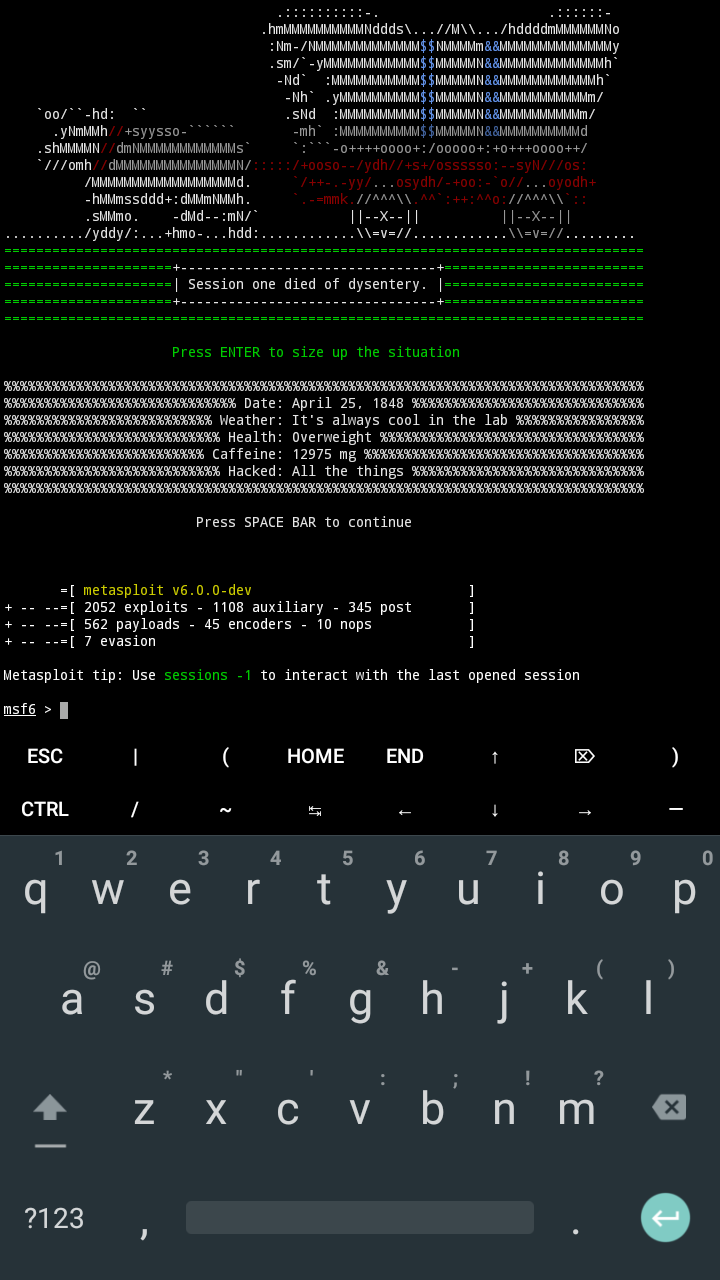 .::::::::::-.                     .::::::-
.hmMMMMMMMMMMNddds\...//M\\.../hddddmMMMMMMNo
:Nm-/NMMMMMMMMMMMMM$$NMMMMm&&MMMMMMMMMMMMMMy
.sm/`-yMMMMMMMMMMMM$$MMMMMN&&MMMMMMMMMMMMMh`
-Nd`  :MMMMMMMMMMM$$MMMMMN&&MMMMMMMMMMMMh`
-Nh` .yMMMMMMMMMM$$MMMMMN&&MMMMMMMMMMMm/
`oo/``-hd:  ``                 .sNd  :MMMMMMMMMM$$MMMMMN&&MMMMMMMMMMm/
.yNmMMh//+syysso-``````       -mh` :MMMMMMMMMM$$MMMMMN&&MMMMMMMMMMd
.shMMMMN//dmNMMMMMMMMMMMMs`     `:```-o++++oooo+:/ooooo+:+o+++oooo++/
`///omh//dMMMMMMMMMMMMMMMN/:::::/+ooso--/ydh//+s+/ossssso:--syN///os:
/MMMMMMMMMMMMMMMMMMd.     `/++-.-yy/...osydh/-+oo:-`o//...oyodh+
-hMMmssddd+:dMMmNMMh.     `.-=mmk.//^^^\\.^^`:++:^^o://^^^\\`::
.sMMmo.    -dMd--:mN/`           ||--X--||          ||--X--||
........../yddy/:...+hmo-...hdd:............\\=v=//............\\=v=//.........
================================================================================
=====================+--------------------------------+=========================
=====================| Session one died of dysentery. |=========================
=====================+--------------------------------+=========================
================================================================================
Press ENTER to size up the situation
%%%%%%%%%%%%%%%%%%%%%%%%%%%%%%%%%%%%%%%%%%%%%%%%%%%%%%%%%%%%%%%%%%%%%%%%%%%%%%%%%%
%%%%%%%%%%%%%%%%%%%%%%%%%%%%% Date: April 25, 1848 %%%%%%%%%%%%%%%%%%%%%%%%%%%%%
%%%%%%%%%%%%%%%%%%%%%%%%%% Weather: It's always cool in the lab %%%%%%%%%%%%%%%%
%%%%%%%%%%%%%%%%%%%%%%%%%%% Health: Overweight %%%%%%%%%%%%%%%%%%%%%%%%%%%%%%%%%
%%%%%%%%%%%%%%%%%%%%%%%%% Caffeine: 12975 mg %%%%%%%%%%%%%%%%%%%%%%%%%%%%%%%%%%%
%%%%%%%%%%%%%%%%%%%%%%%%%%% Hacked: All the things %%%%%%%%%%%%%%%%%%%%%%%%%%%%%
%%%%%%%%%%%%%%%%%%%%%%%%%%%%%%%%%%%%%%%%%%%%%%%%%%%%%%%%%%%%%%%%%%%%%%%%%%%%%%%%%%
Press SPACE BAR to continue
=[ metasploit v6.0.0-dev                           ]
+ -- --=[ 2052 exploits - 1108 auxiliary - 345 post       ]
+ -- --=[ 562 payloads - 45 encoders - 10 nops            ]
+ -- --=[ 7 evasion                                       ]
Metasploit tip: Use sessions -1 to interact with the last opened session
msf6 >
ESC | ( HOME END ↑ ⌦ )
CTRL / ~ ↹ ← ↓ → —
1 2 3 4 5 6 7 8 9 0
q w e r t y u i o p
@ # $ % & - + ( )
a s d f g h j k l
* " ' : ; ! ?
z x c v b n m
?123 , .